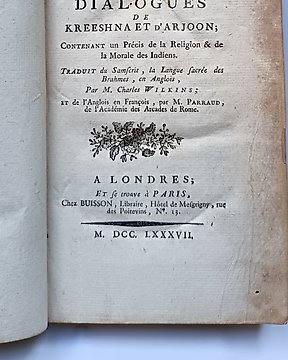 DIALOGUES
DE
KREESHNA ET D'ARJOON;
CONTENANT un Précis de la Religion & de
la Morale des Indiens.
TRADUIT du Samscrit, la Langue sacrée des
Brahmes, en Anglois,
Par M. Charles WILKINS;
ET de l'Anglois en François, par M. PARRAUD,
de l'Académie des Arcades de Rome.
A LONDRES;
Et se trouve à PARIS,
Chez BUISSON, Libraire, Hôtel de Mesgrigny, rue
des Poitevins, N°. 13.
M. DCC. LXXXVII.